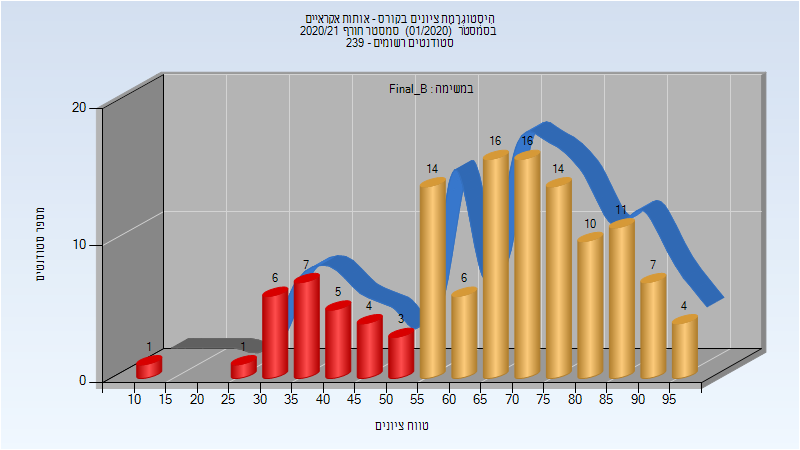 היסטוגרמת ציונים בקורס - אותות אקראיים
בסמסטר (01/2020) סמסטר חורף 2020/21
סטודנטים רשומים - 239
במשימה : Final_B
מספר סטודנטים
20
10
0
1
1
6
7
5
4
3
14
6
16
16
14
10
11
7
4
10 15 20 25 30 35 40 45 50 55 60 65 70 75 80 85 90 95
טווח ציונים